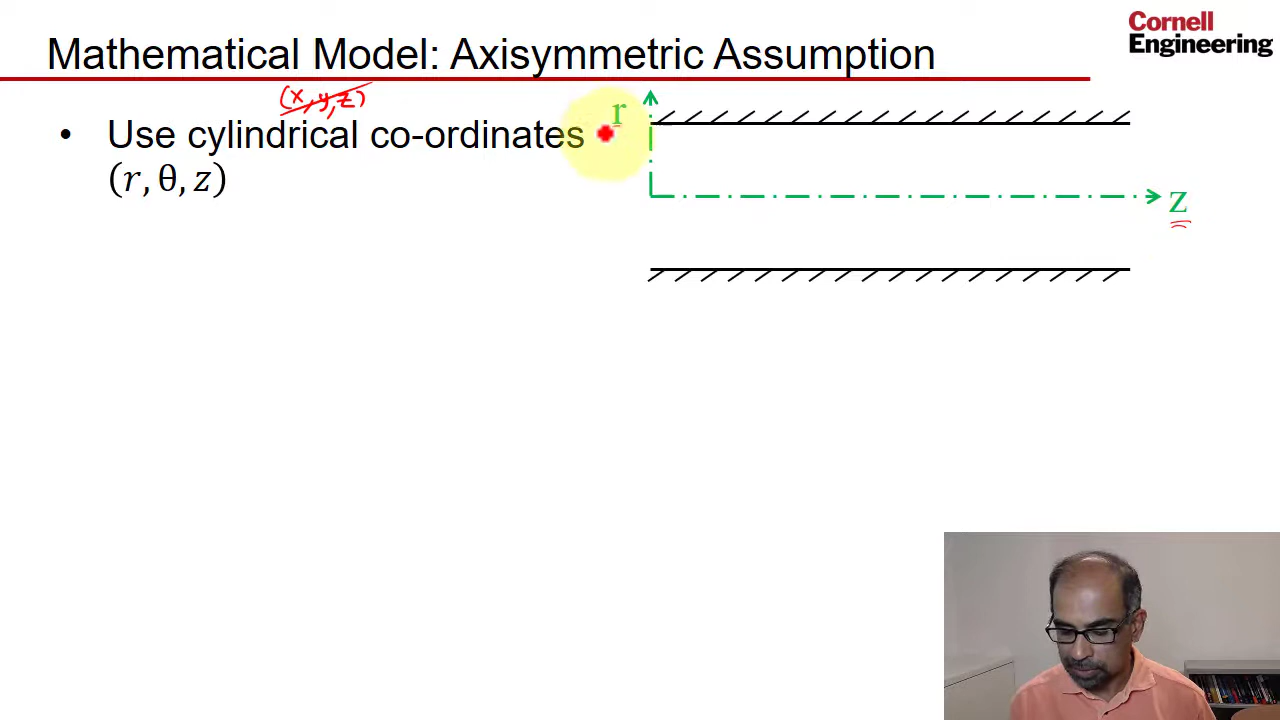 Cornell
Engineering
Mathematical Model: Axisymmetric Assumption
(x, y, z)
• Use cylindrical co-ordinates
(r, θ, z)
r
z